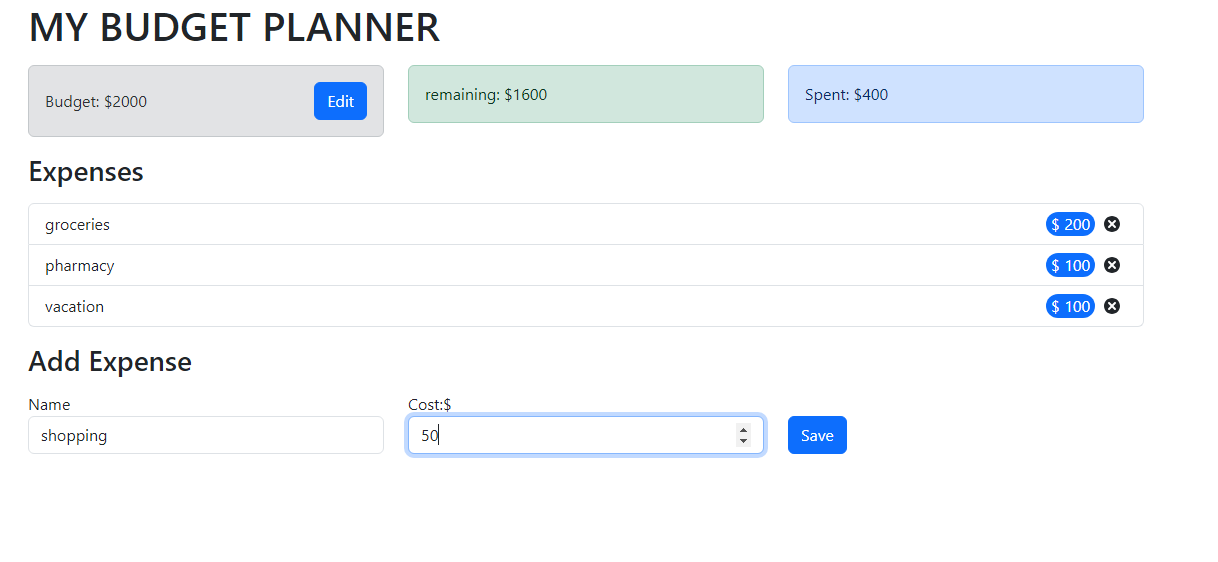 MY BUDGET PLANNER
Budget: $2000
Edit
remaining: $1600
Spent: $400
Expenses
groceries
$ 200
pharmacy
$ 100
vacation
$ 100
Add Expense
Name
Cost:$
shopping
50
Save